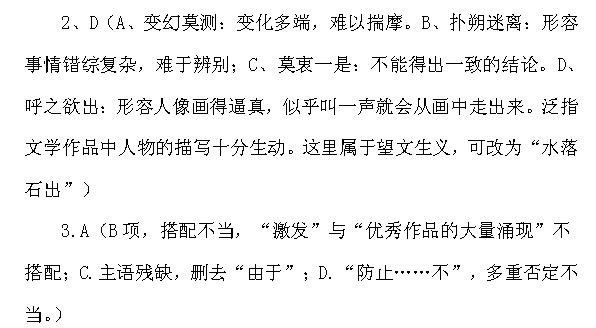 2、D（A、变幻莫测：变化多端，难以揣摩。B、扑朔迷离：形容
事情错综复杂，难于辨别；C、莫衷一是：不能得出一致的结论。D、
呼之欲出：形容人像画得逼真，似乎叫一声就会从画中走出来。泛指
文学作品中人物的描写十分生动。这里属于望文生义，可改为“水落
石出”）
3.A（B项，搭配不当，“激发”与“优秀作品的大量涌现”不
搭配；C.主语残缺，删去“由于”；D.“防止……不”，多重否定不
当。）